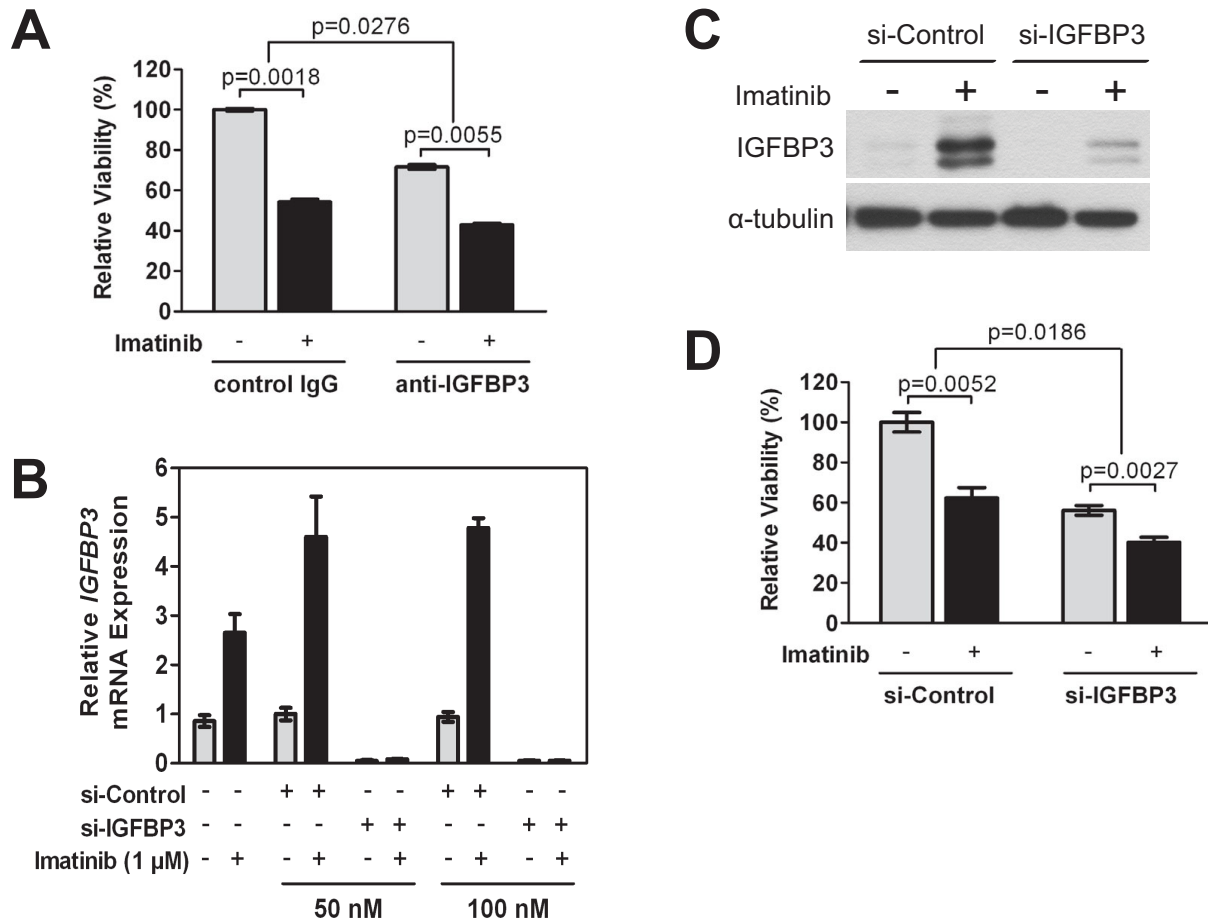 A
p=0.0276
p=0.0018
p=0.0055
Relative Viability (%)
120
100
80
60
40
20
0
Imatinib - + - +
control IgG anti-IGFBP3
B
Relative IGFBP3
mRNA Expression
6
5
4
3
2
1
0
si-Control - - + + - - + + - -
si-IGFBP3 - - - - + + - - + +
Imatinib (1 μM) - + - + - + - + - +
50 nM 100 nM
C
si-Control si-IGFBP3
Imatinib - + - +
IGFBP3
α-tubulin
D
p=0.0186
p=0.0052
p=0.0027
Relative Viability (%)
120
100
80
60
40
20
0
Imatinib - + - +
si-Control si-IGFBP3